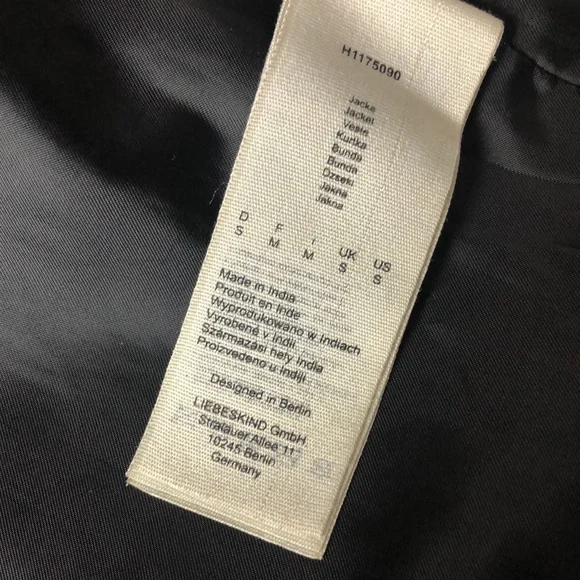 H1175090
Jacke
Jacket
Veste
Kurtka
Bunda
Bunda
Dzseki
Jakna
Jakna
D F I UK US
S M M S S
Made in India
Produit en Inde
Wyprodukowano w Indiach
Vyrobené v Indii
Származási hely India
Proizvedeno u Indiji
Designed in Berlin
LIEBESKIND GmbH
Stralauer Allee 11
10245 Berlin
Germany